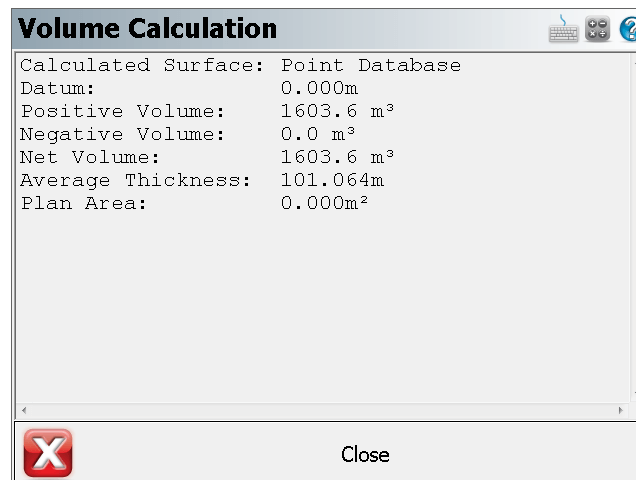 Volume Calculation
Calculated Surface: Point Database
Datum: 0.000m
Positive Volume: 1603.6 m³
Negative Volume: 0.0 m³
Net Volume: 1603.6 m³
Average Thickness: 101.064m
Plan Area: 0.000m²
Close